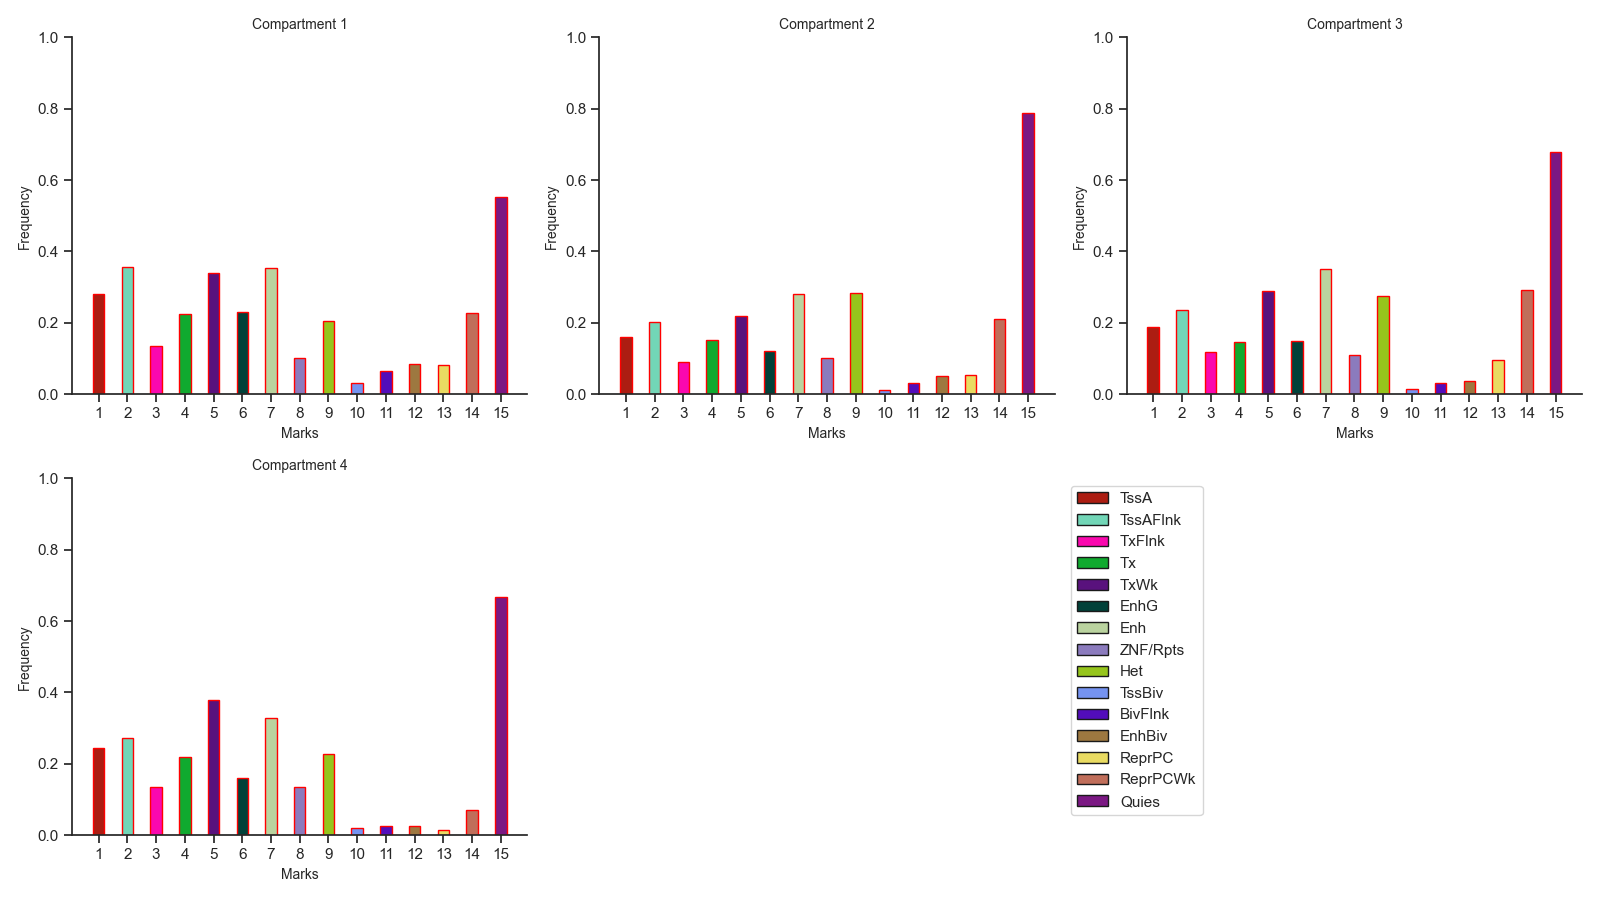 Compartment 1
1.0
0.8
0.6
0.4
0.2
0.0
Frequency
1 2 3 4 5 6 7 8 9 10 11 12 13 14 15
Marks
Compartment 2
1.0
0.8
0.6
0.4
0.2
0.0
Frequency
1 2 3 4 5 6 7 8 9 10 11 12 13 14 15
Marks
Compartment 3
1.0
0.8
0.6
0.4
0.2
0.0
Frequency
1 2 3 4 5 6 7 8 9 10 11 12 13 14 15
Marks
Compartment 4
1.0
0.8
0.6
0.4
0.2
0.0
Frequency
1 2 3 4 5 6 7 8 9 10 11 12 13 14 15
Marks
TssA
TssAFlnk
TxFlnk
Tx
TxWk
EnhG
Enh
ZNF/Rpts
Het
TssBiv
BivFlnk
EnhBiv
ReprPC
ReprPCWk
Quies